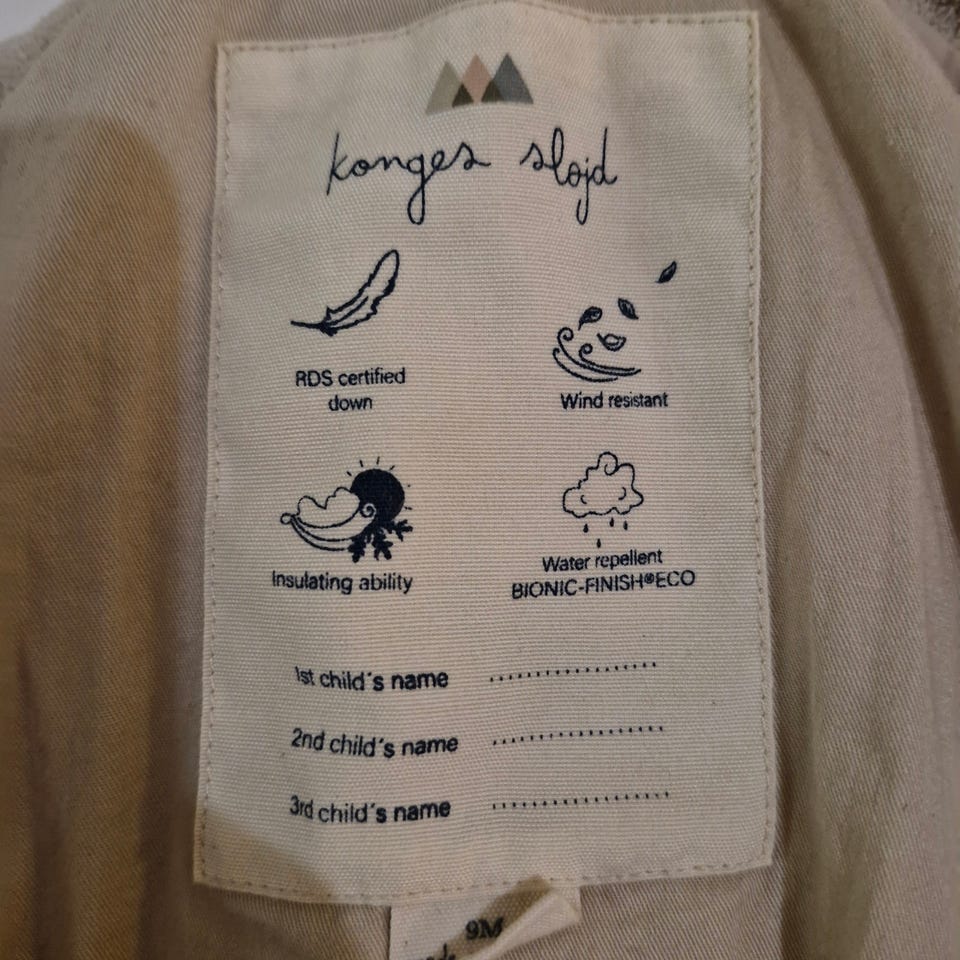 konges sløjd
RDS certified
down
Wind resistant
Insulating ability
Water repellent
BIONIC-FINISH®ECO
1st child´s name ....................
2nd child´s name ....................
3rd child´s name ....................
9M